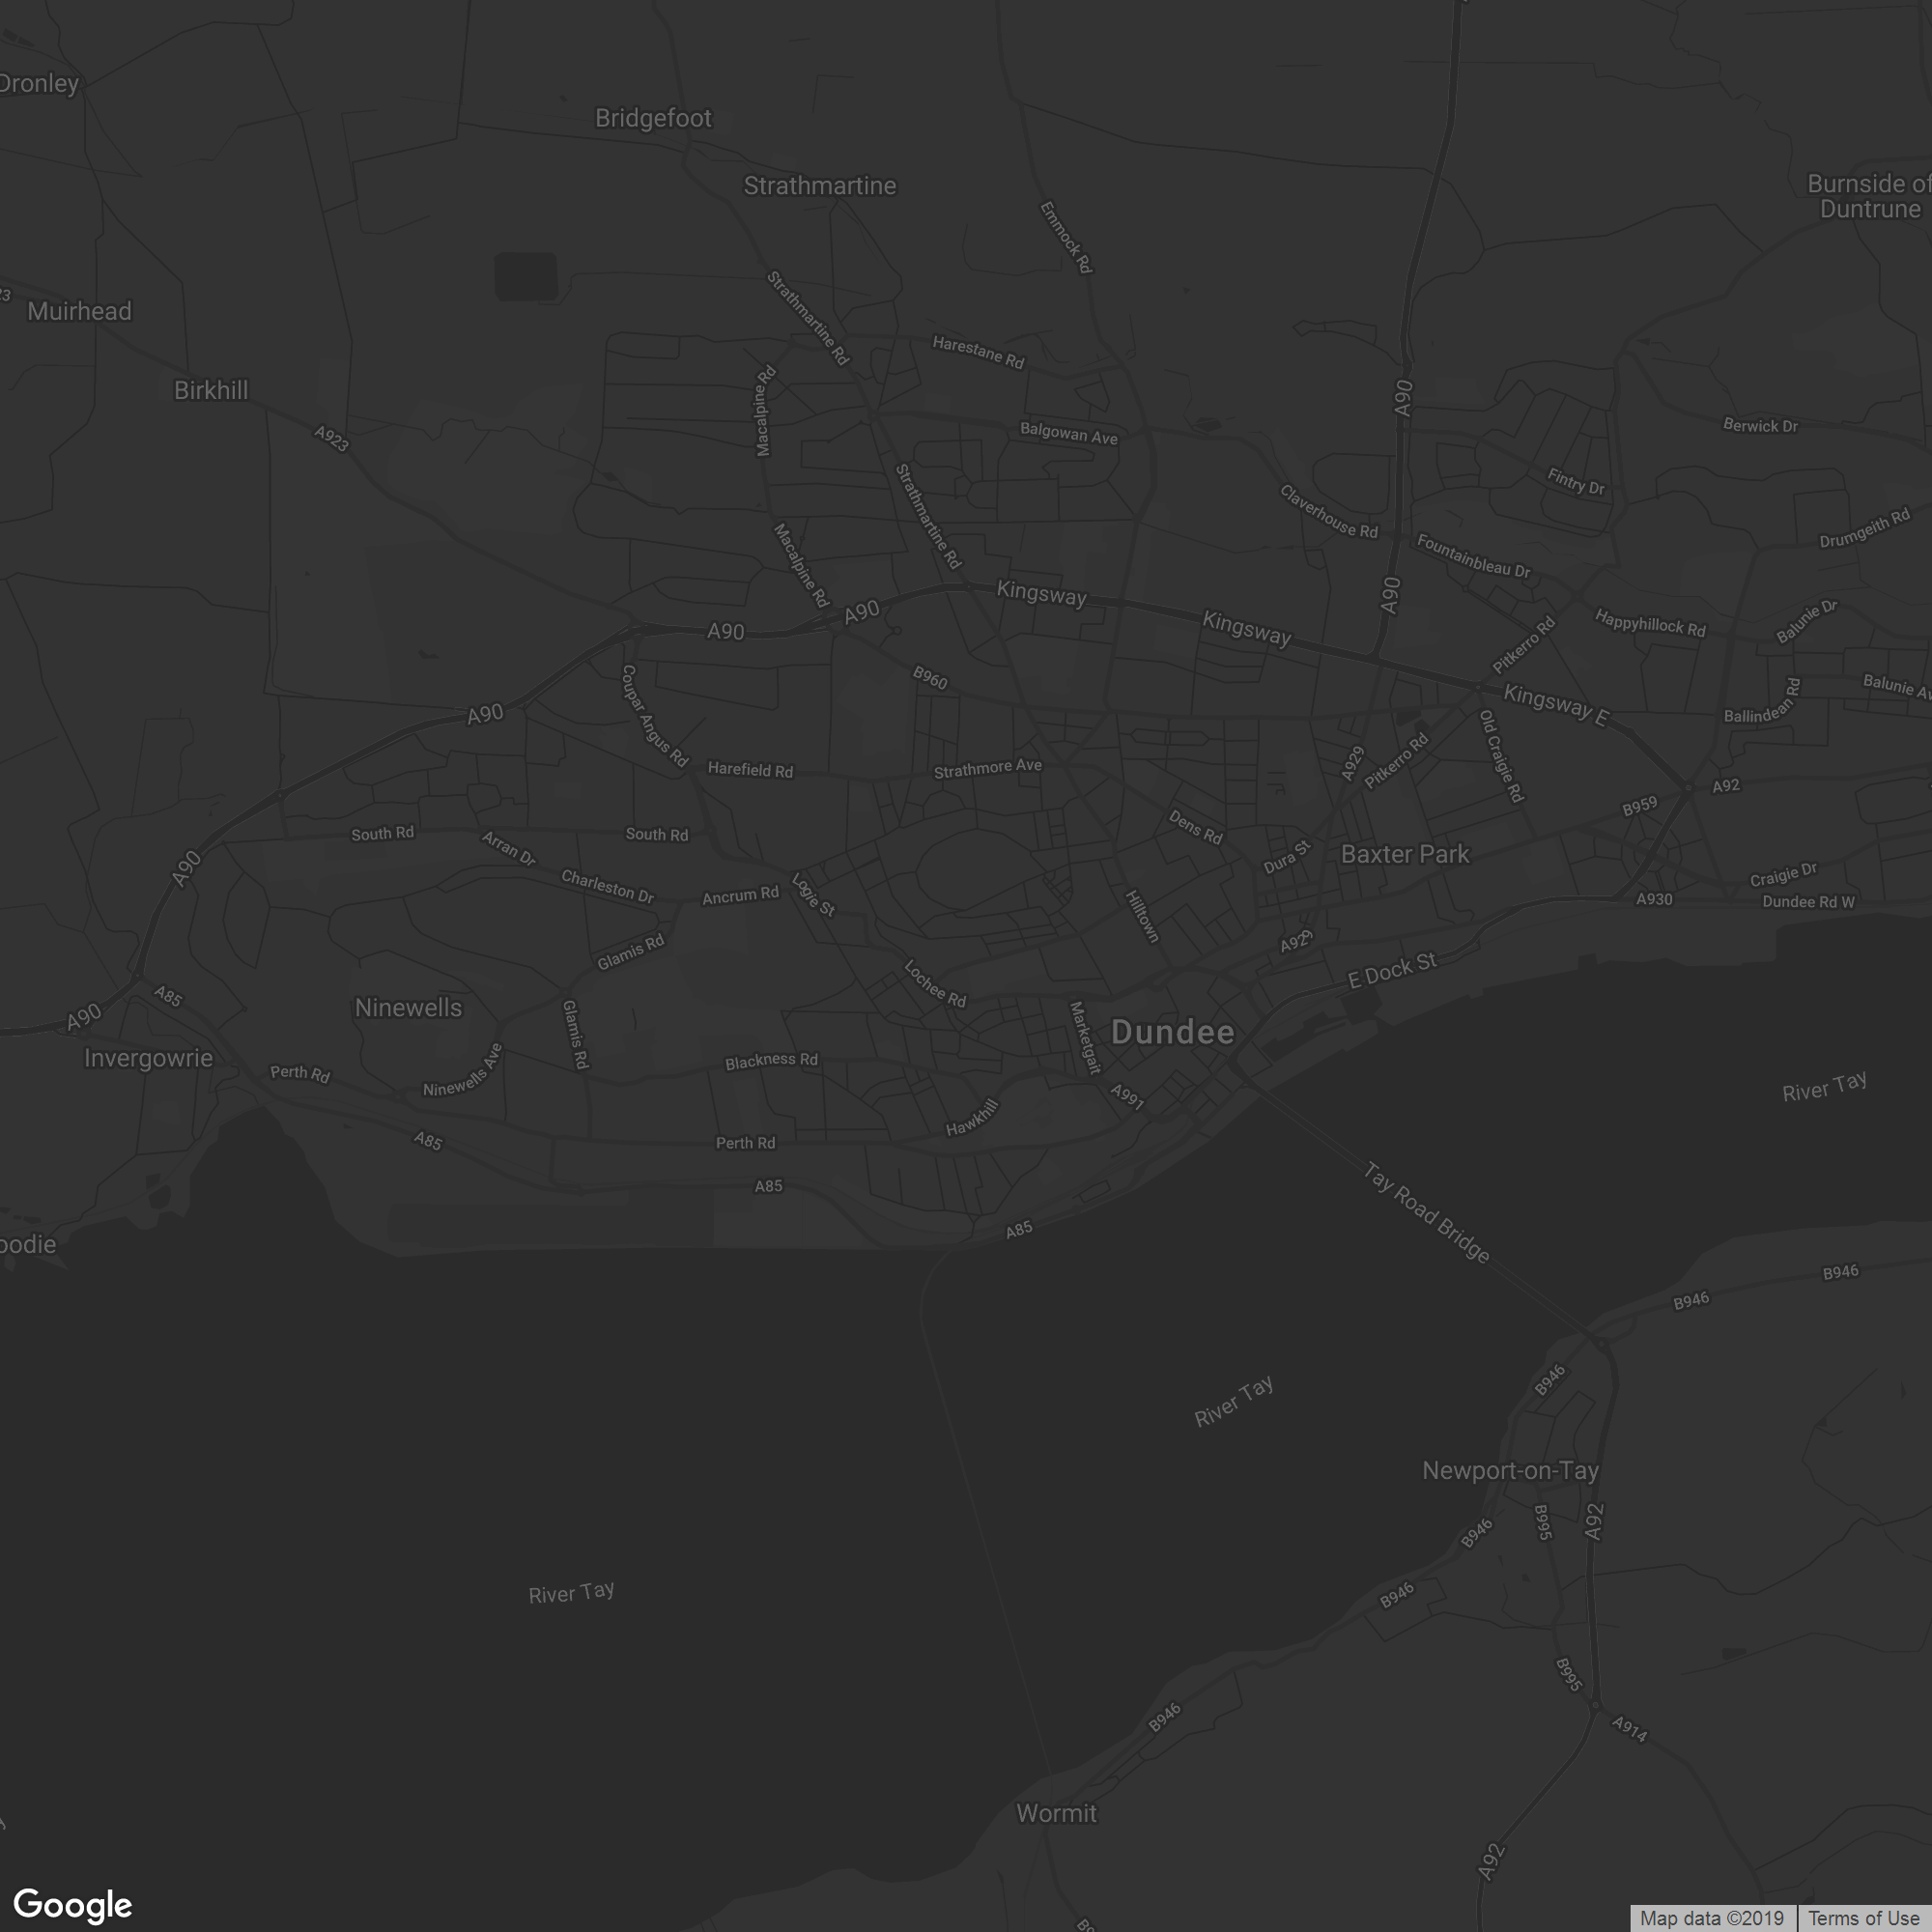 Dronley
Bridgefoot
Strathmartine
Burnside of
Duntrune
Emmock Rd
Strathmartine Rd
Muirhead
Harestane Rd
Birkhill
Macalpine Rd
A90
A923
Balgowan Ave
Berwick Dr
Fintry Dr
Strathmartine Rd
Claverhouse Rd
Drumgeith Rd
Fountainbleau Dr
Macalpine Rd
A90
Kingsway
A90
A90
Kingsway
Happyhillock Rd
Balunie Dr
Pitkerro Rd
B960
Coupar Angus Rd
A90
Kingsway E
Ballindean Rd
Old Craigie Rd
Harefield Rd
Strathmore Ave
A929
Pitkerro Rd
A92
B959
South Rd
South Rd
Arran Dr
Dens Rd
Dura St
Baxter Park
A90
Charleston Dr
Ancrum Rd
Logie St
Craigie Dr
A930
Dundee Rd W
Hilltown
A929
Glamis Rd
Lochee Rd
E Dock St
A85
Ninewells
A90
Glamis Rd
Marketgait
Dundee
Invergowrie
Perth Rd
Ninewells Ave
Blackness Rd
A991
River Tay
Hawkhill
A85
Perth Rd
A85
Tay Road Bridge
A85
oodie
B946
B946
B946
River Tay
Newport-on-Tay
B995
A92
B946
River Tay
B946
B995
B946
A914
Wormit
A92
Google
Map data ©2019
Terms of Use